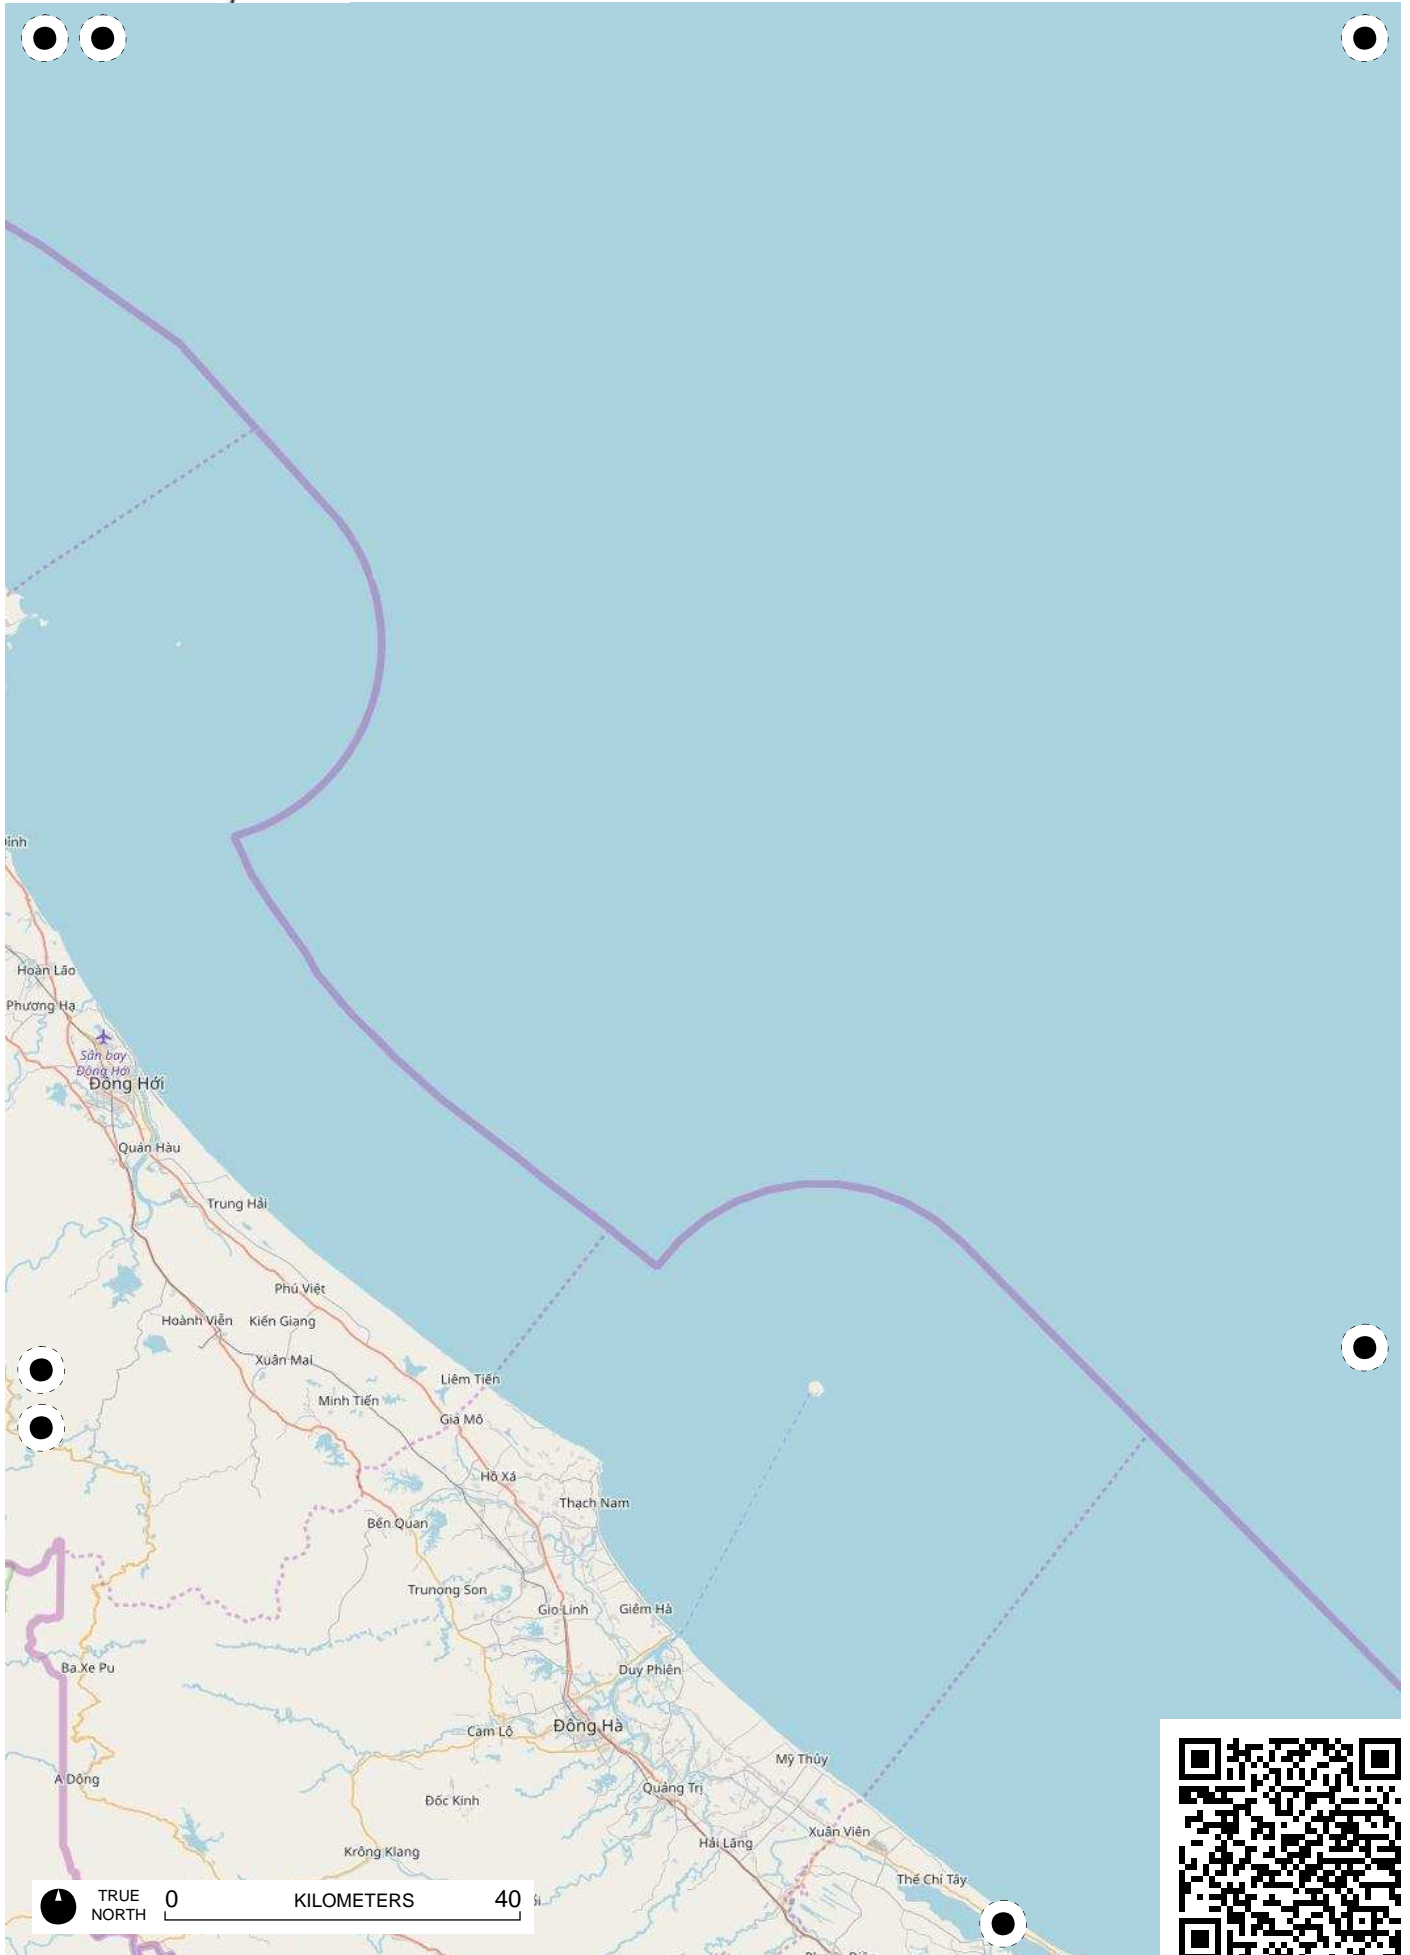 Hoàn Lão
Phương Hạ
Sân bay
Đồng Hới
Đồng Hới
Quán Hàu
Trung Hải
Phú Việt
Hoành Viễn
Kiến Giang
Xuân Mai
Liêm Tiến
Minh Tiến
Giá Mô
Hồ Xá
Thạch Nam
Bến Quan
Trunong Son
Gio Linh
Giêm Hà
Ba.Xe Pu
Duy Phiên
Cam Lộ
Đông Hà
Mỹ Thủy
A Dông
Quảng Trị
Đốc Kinh
Xuân Viên
Hải Lăng
Krông Klang
Thế Chí Tây
TRUE
NORTH
0 KILOMETERS 40